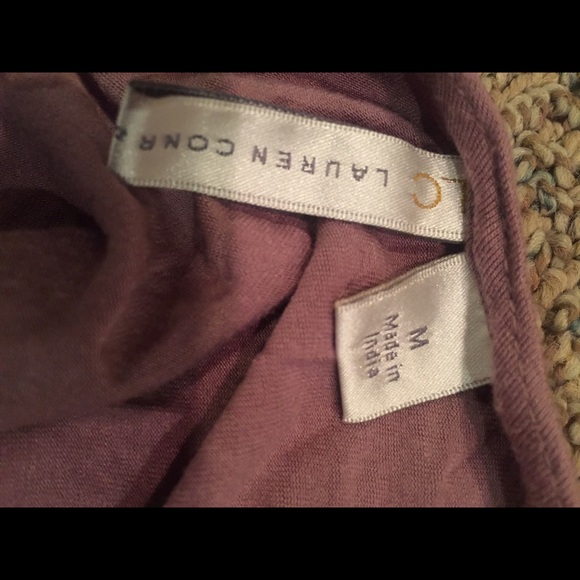 LC
LAUREN CONR
M
Made in
India